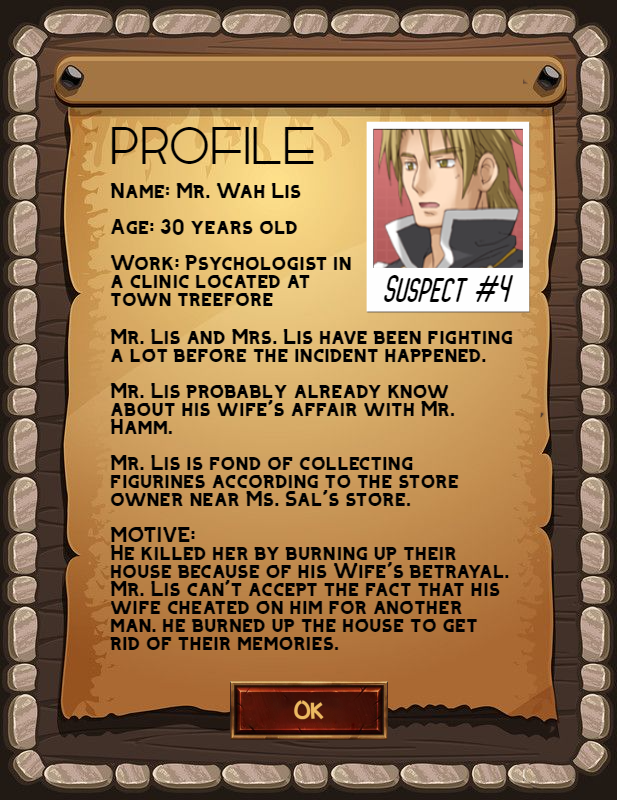 PROFILE
Name: Mr. Wah Lis
Age: 30 years old
Work: Psychologist in
a clinic located at
town treefore
SUSPECT #4
Mr. Lis and Mrs. Lis have been fighting
a lot before the incident happened.
Mr. Lis probably already know
about his wife's affair with Mr.
Hamm.
Mr. Lis is fond of collecting
figurines according to the store
owner near Ms. Sal's store.
MOTIVE:
He killed her by burning up their
house because of his Wife's betrayal.
Mr. Lis can't accept the fact that his
wife cheated on him for another
man. he burned up the house to get
rid of their memories.
OK